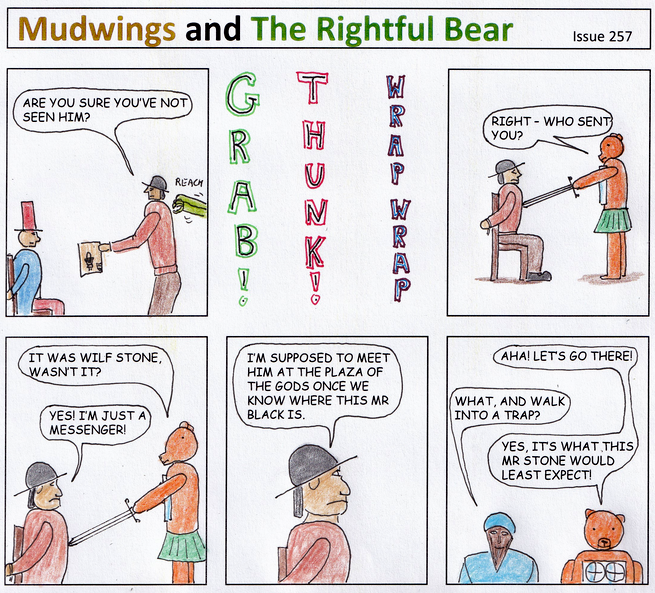 Mudwings and The Rightful Bear
Issue 257
ARE YOU SURE YOU'VE NOT
SEEN HIM?
REACH
GRAB!
THUNK!
WRAP WRAP
RIGHT - WHO SENT
YOU?
IT WAS WILF STONE,
WASN'T IT?
YES! I'M JUST A
MESSENGER!
I'M SUPPOSED TO MEET
HIM AT THE PLAZA OF
THE GODS ONCE WE
KNOW WHERE THIS MR
BLACK IS.
AHA! LET'S GO THERE!
WHAT, AND WALK
INTO A TRAP?
YES, IT'S WHAT THIS
MR STONE WOULD
LEAST EXPECT!